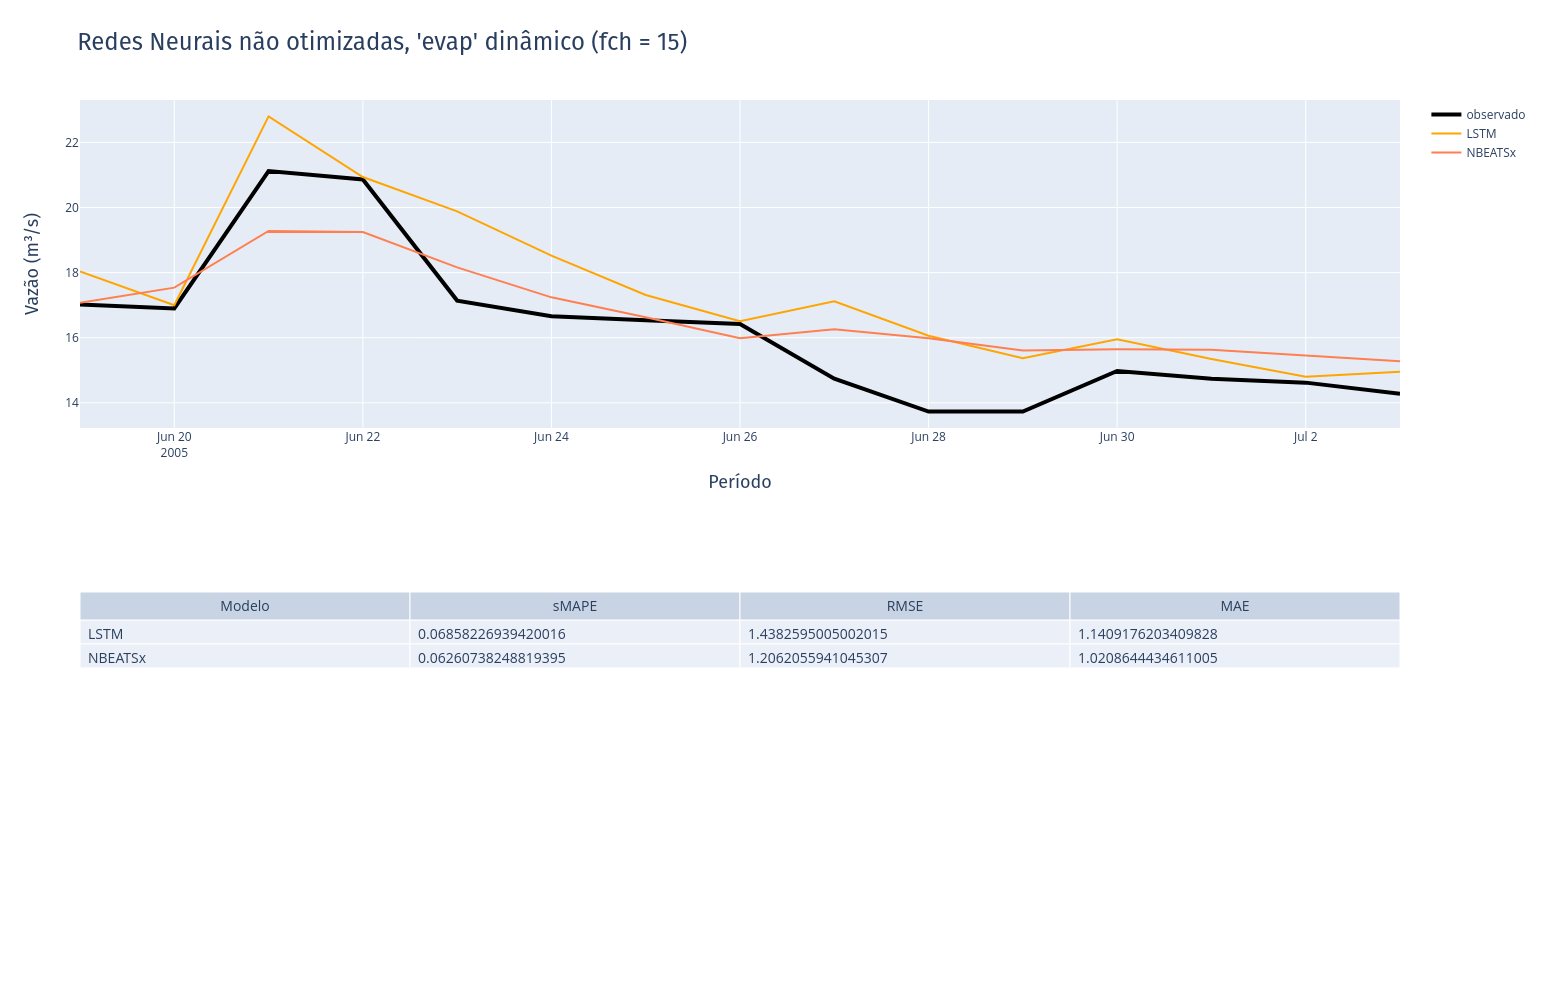 Redes Neurais não otimizadas, 'evap' dinâmico (fch = 15)
observado
LSTM
NBEATSx
Vazão (m³/s)
22
20
18
16
14
Jun 20
2005
Jun 22
Jun 24
Jun 26
Jun 28
Jun 30
Jul 2
Período
Modelo sMAPE RMSE MAE
LSTM 0.06858226939420016 1.4382595005002015 1.1409176203409828
NBEATSx 0.06260738248819395 1.2062055941045307 1.0208644434611005